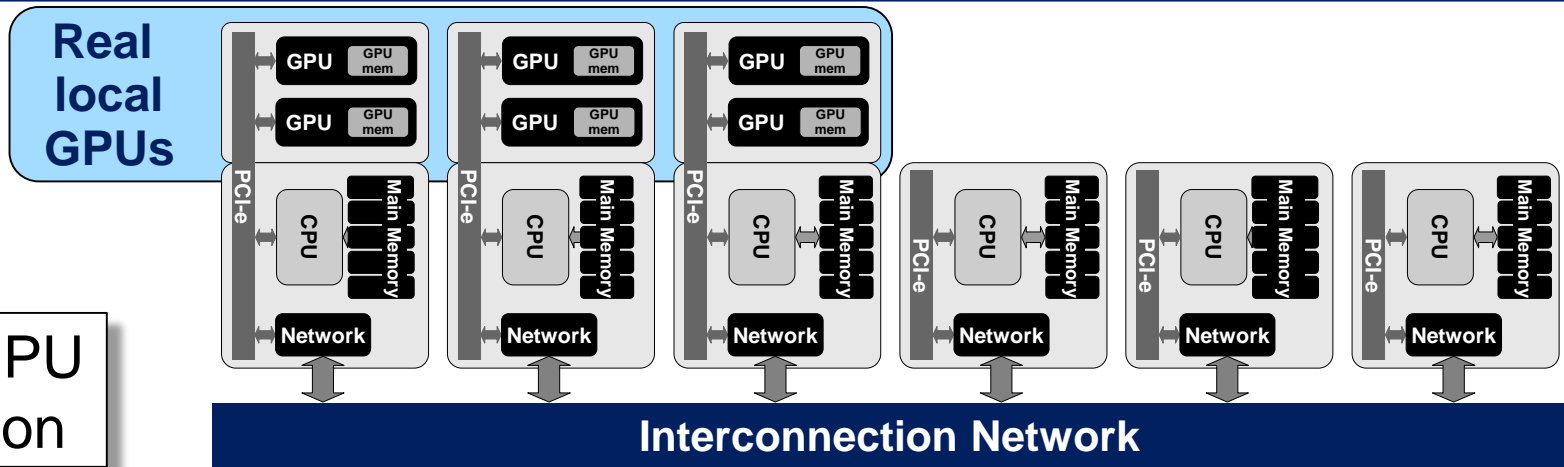 Real
local
GPUs
GPU
GPU
mem
GPU
GPU
mem
PCI-e
CPU
Main Memory
Network
GPU
GPU
mem
GPU
GPU
mem
PCI-e
CPU
Main Memory
Network
GPU
GPU
mem
GPU
GPU
mem
PCI-e
CPU
Main Memory
Network
PCI-e
CPU
Main Memory
Network
PCI-e
CPU
Main Memory
Network
PCI-e
CPU
Main Memory
Network
PU
on
Interconnection Network